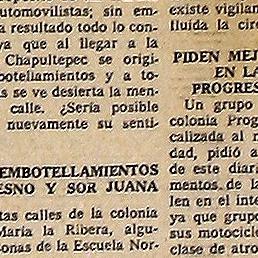 automovilistas; sin em-
a resultado todo lo con-
ya que al llegar a la
Chapultepec se origi-
botellamientos y a to-
s se ve desierta la men-
calle. ¿Sería posible
nuevamente su senti-
EMBOTELLAMIENTOS
ESNO Y SOR JUANA
tas calles de la colonia
María la Ribera, algu-
onas de la Escuela Nor-
existe vigilan
lluida la circ
PIDEN MEJ
EN LA
PROGRES
Un grupo
colonia Prog
calizada al n
dad, pidió a
de este diari
mentos de la
len en el inte
ya que grupo
sus motocicle
clase de atro